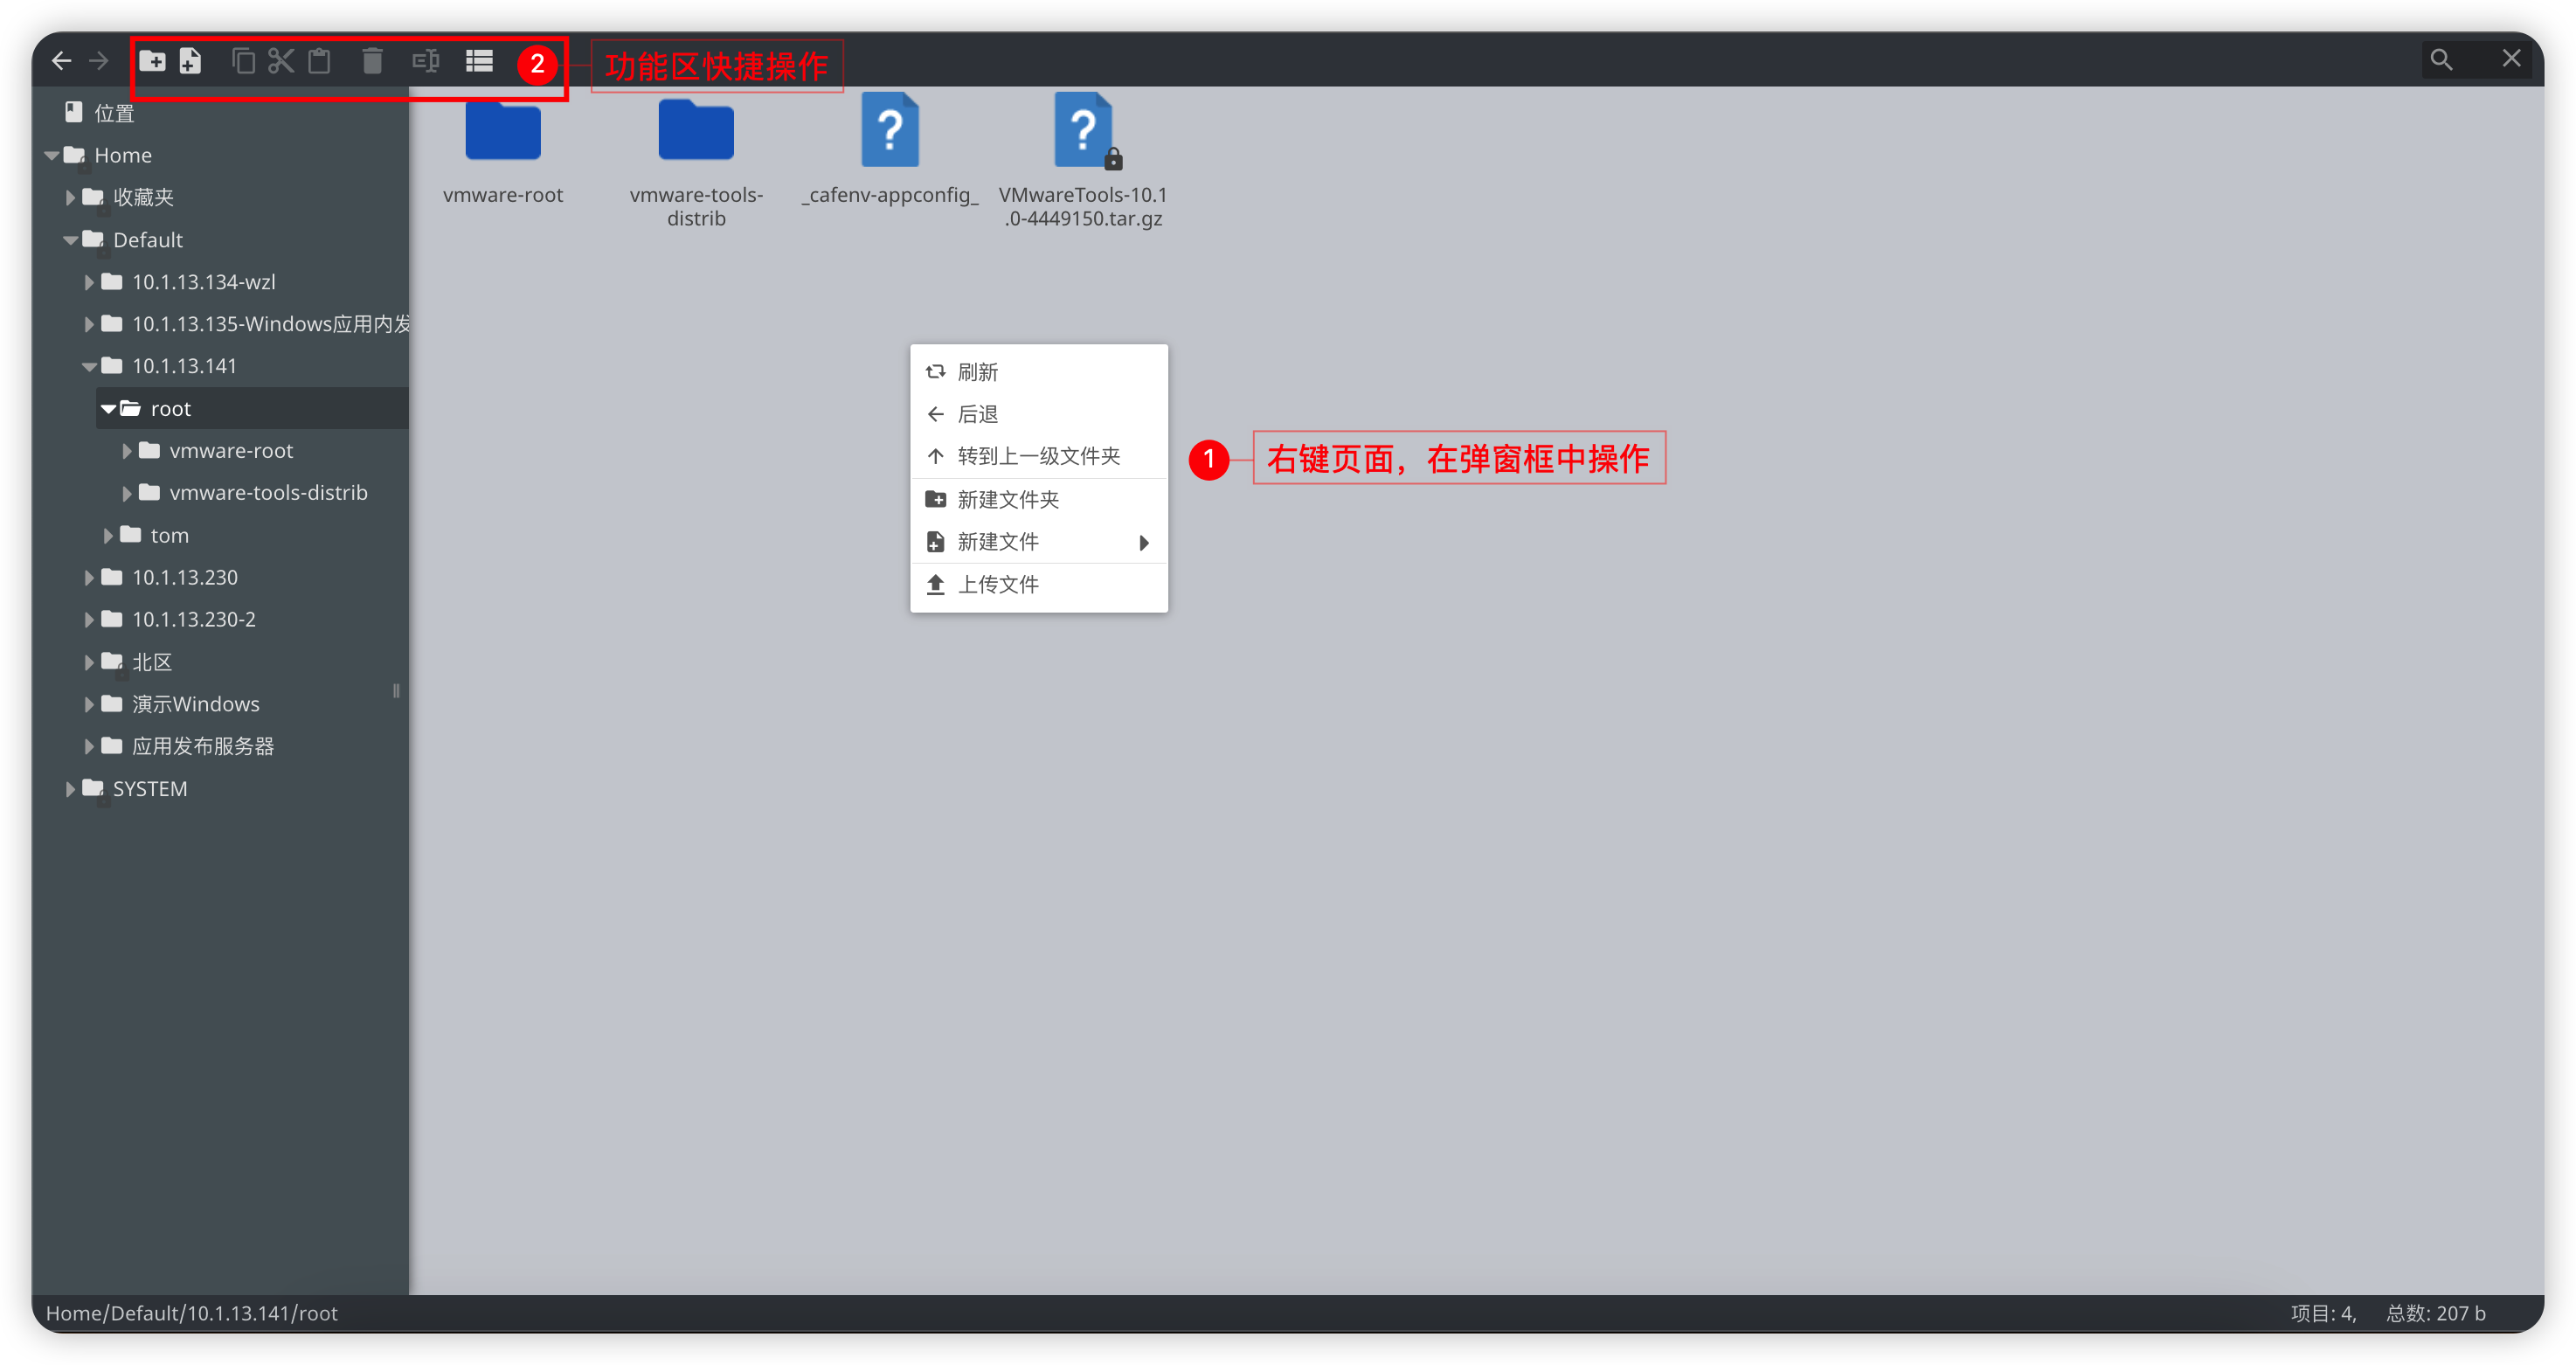 2
功能区快捷操作
位置
Home
收藏夹
Default
10.1.13.134-wzl
10.1.13.135-Windows应用内发
10.1.13.141
root
vmware-root
vmware-tools-distrib
tom
10.1.13.230
10.1.13.230-2
北区
演示Windows
应用发布服务器
SYSTEM
vmware-root
vmware-tools-
distrib
_cafenv-appconfig_
VMwareTools-10.1
.0-4449150.tar.gz
刷新
后退
转到上一级文件夹
新建文件夹
新建文件
上传文件
1
右键页面，在弹窗框中操作
Home/Default/10.1.13.141/root
项目: 4, 总数: 207 b